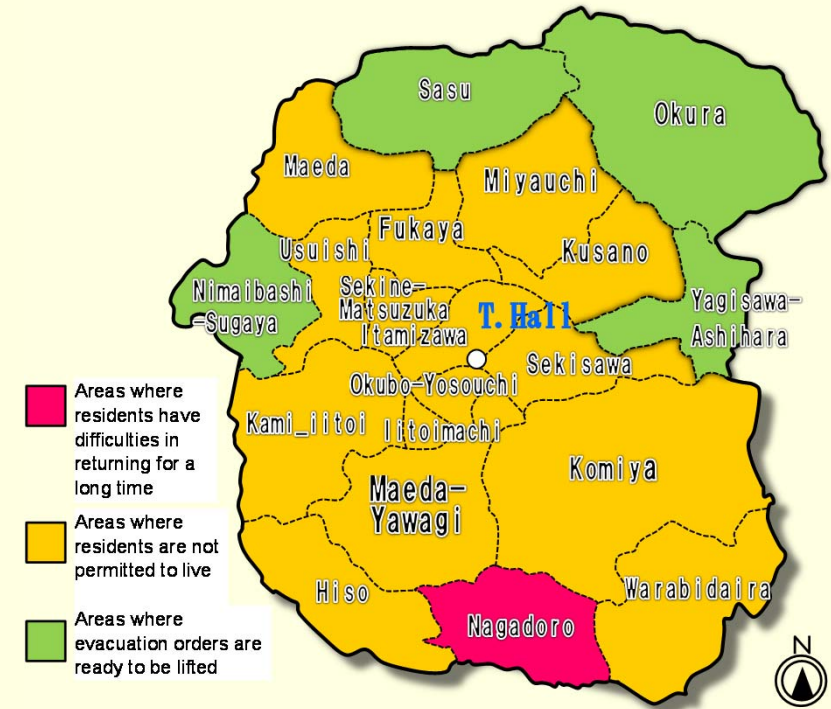 Sasu
Okura
Maeda
Miyauchi
Fukaya
Usuishi
Kusano
Nimaibashi
-Sugaya
Sekine-
Matsuzuka
Itamizawa
T.Hall
Yagisawa-
Ashihara
Sekisawa
Okubo-Yosouchi
Kami_iitoi
Iitoimachi
Komiya
Maeda-
Yawagi
Hiso
Warabidaira
Nagadoro
Areas where
residents have
difficulties in
returning for a
long time
Areas where
residents are not
permitted to live
Areas where
evacuation orders are
ready to be lifted
N